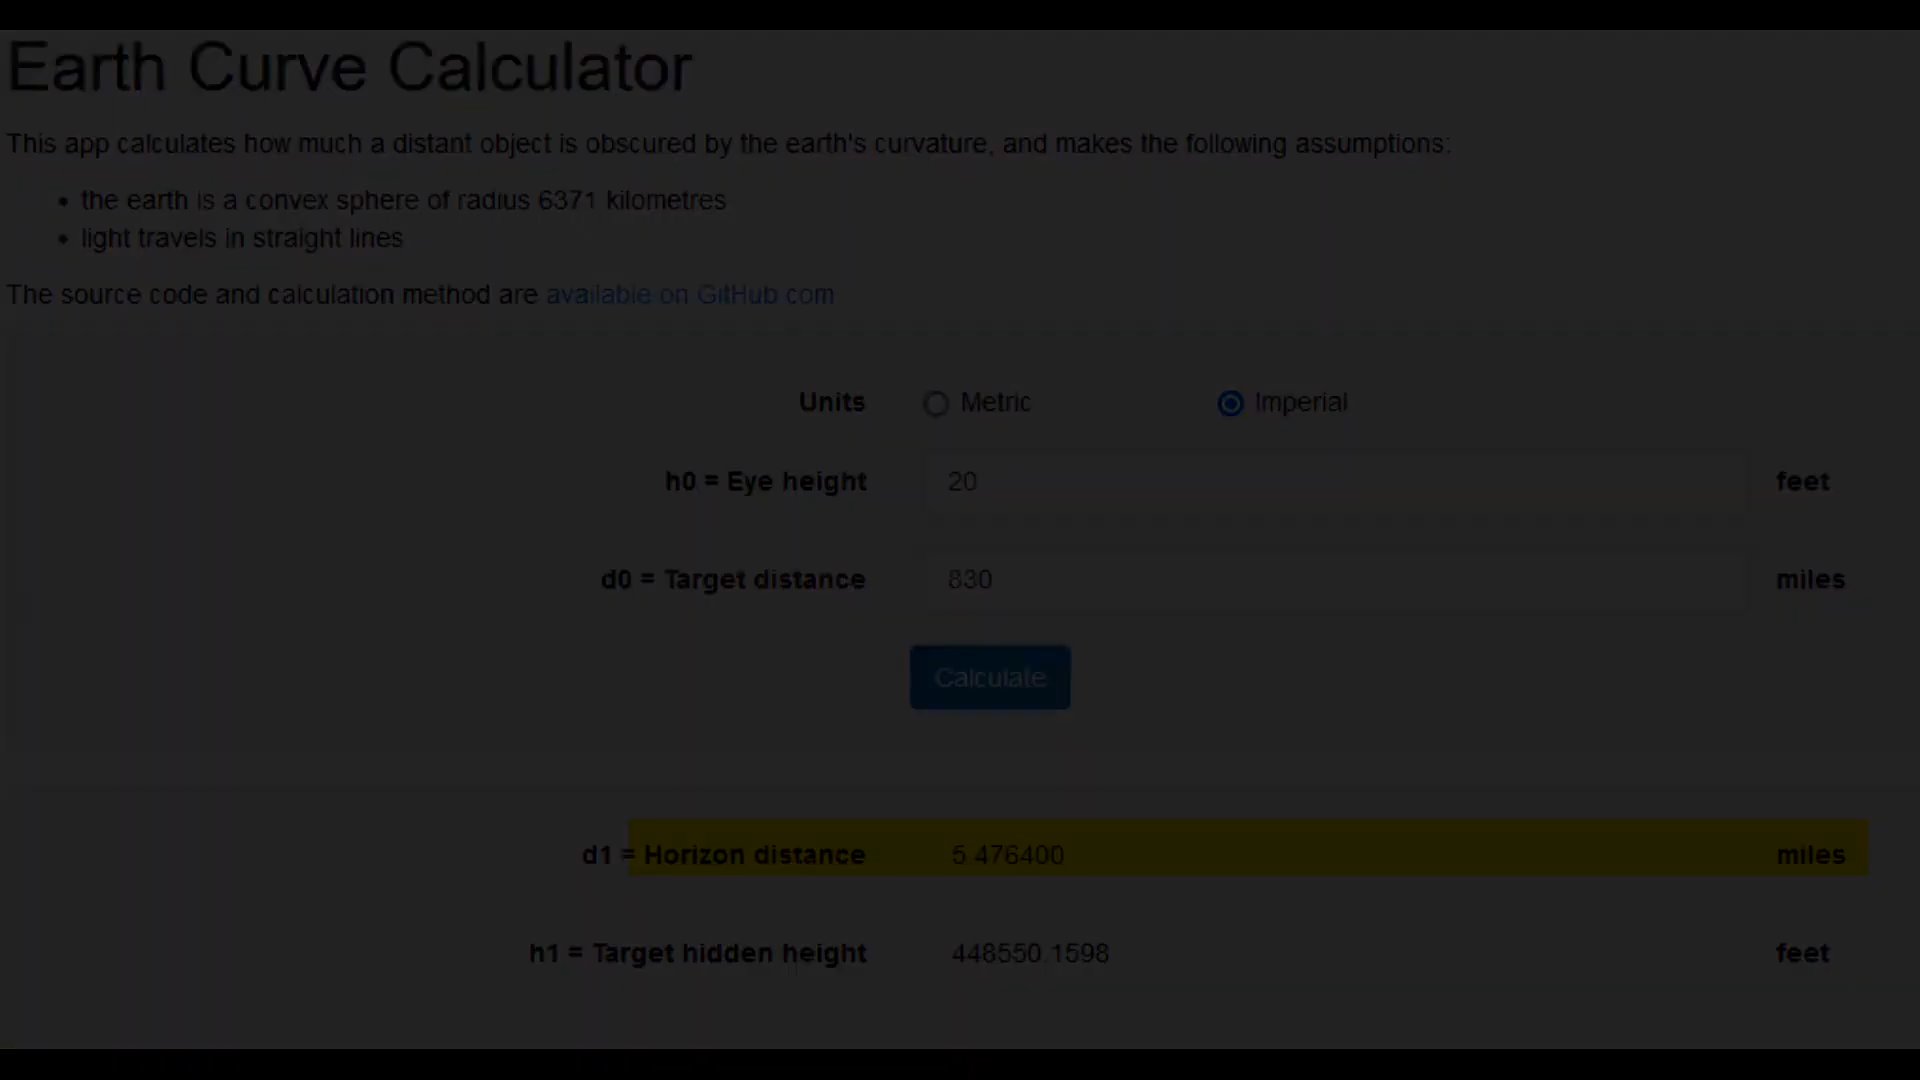 Earth Curve Calculator
This app calculates how much a distant object is obscured by the earth's curvature, and makes the following assumptions:
• the earth is a convex sphere of radius 6371 kilometres
• light travels in straight lines
The source code and calculation method are available on GitHub.com
Units Metric Imperial
h0 = Eye height 20 feet
d0 = Target distance 830 miles
Calculate
d1 = Horizon distance 5.476400 miles
h1 = Target hidden height 448550.1598 feet